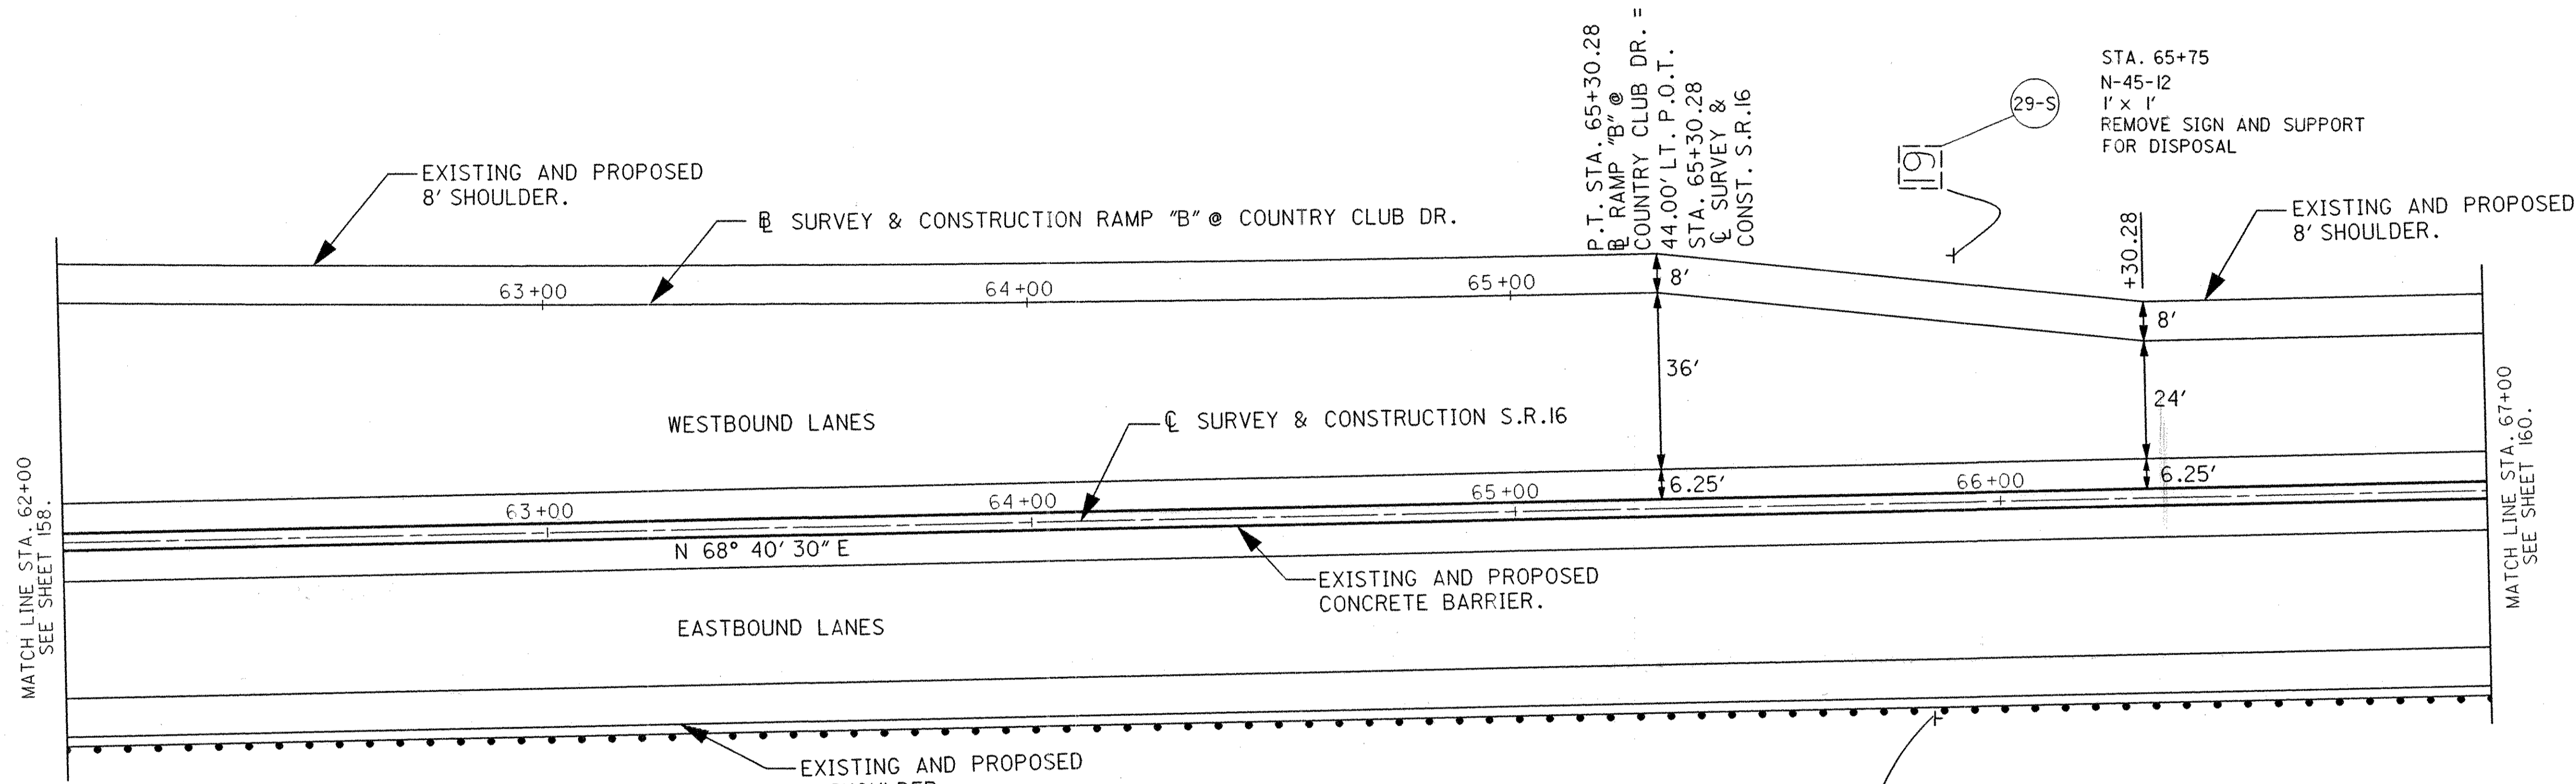 P.T. STA. 65+30.28
B̵L RAMP "B" @
COUNTRY CLUB DR. =
44.00' LT. P.O.T.
STA. 65+30.28
℄ SURVEY &
CONST. S.R.16
STA. 65+75
N-45-12
1' x 1'
REMOVE SIGN AND SUPPORT
FOR DISPOSAL
29-S
19
EXISTING AND PROPOSED
8' SHOULDER.
BL SURVEY & CONSTRUCTION RAMP "B" @ COUNTRY CLUB DR.
+30.28
EXISTING AND PROPOSED
8' SHOULDER.
63+00
64+00
65+00
8'
8'
36'
24'
WESTBOUND LANES
℄ SURVEY & CONSTRUCTION S.R.16
MATCH LINE STA. 62+00
SEE SHEET 158.
MATCH LINE STA. 67+00
SEE SHEET 160.
63+00
64+00
65+00
6.25'
66+00
6.25'
N 68° 40' 30" E
EXISTING AND PROPOSED
CONCRETE BARRIER.
EASTBOUND LANES
EXISTING AND PROPOSED